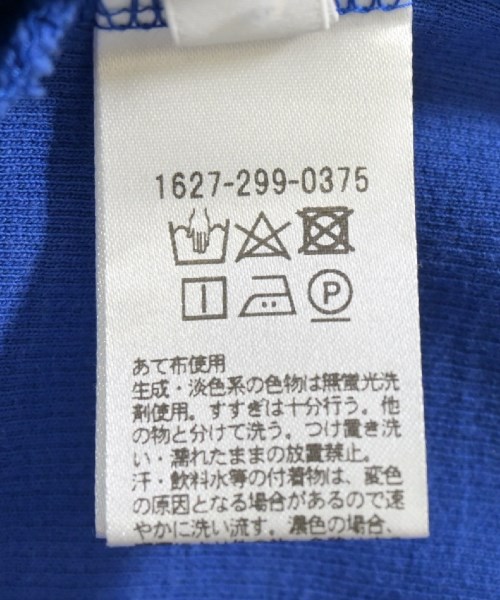 1627-299-0375
P
あて布使用
生成・淡色系の色物は無蛍光洗
剤使用。すすぎは十分行う。他
の物と分けて洗う。つけ置き洗
い・濡れたままの放置禁止。
汗・飲料水等の付着物は、変色
の原因となる場合があるので速
やかに洗い流す。濃色の場合、